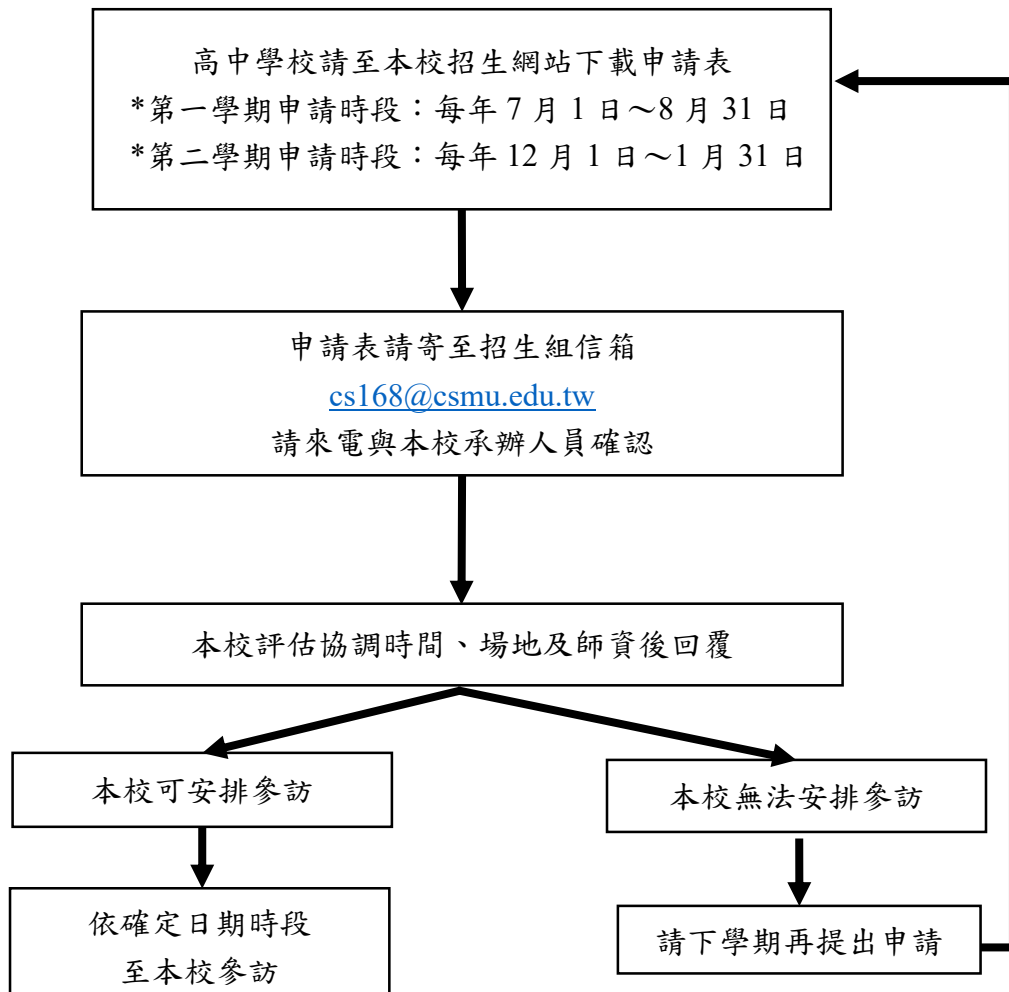 高中學校請至本校招生網站下載申請表
*第一學期申請時段：每年 7 月 1 日～8 月 31 日
*第二學期申請時段：每年 12 月 1 日～1 月 31 日
申請表請寄至招生組信箱
cs168@csmu.edu.tw
請來電與本校承辦人員確認
本校評估協調時間、場地及師資後回覆
本校可安排參訪
本校無法安排參訪
依確定日期時段
至本校參訪
請下學期再提出申請